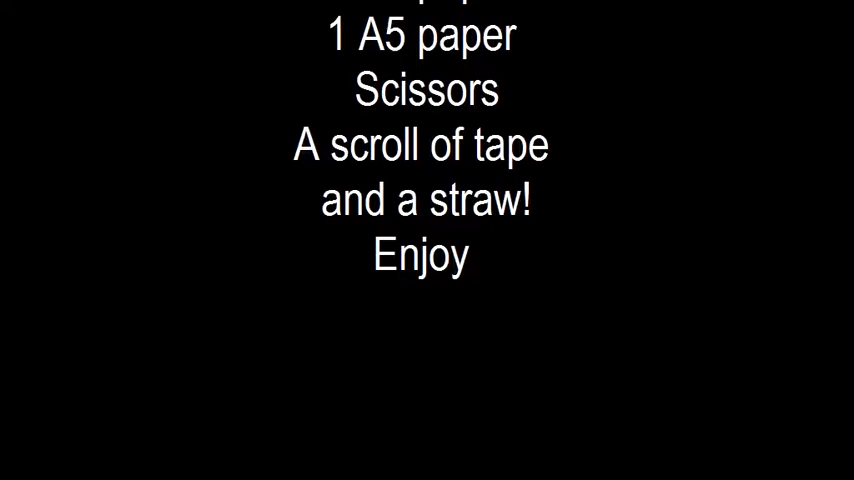 1 A5 paper
Scissors
A scroll of tape
and a straw!
Enjoy